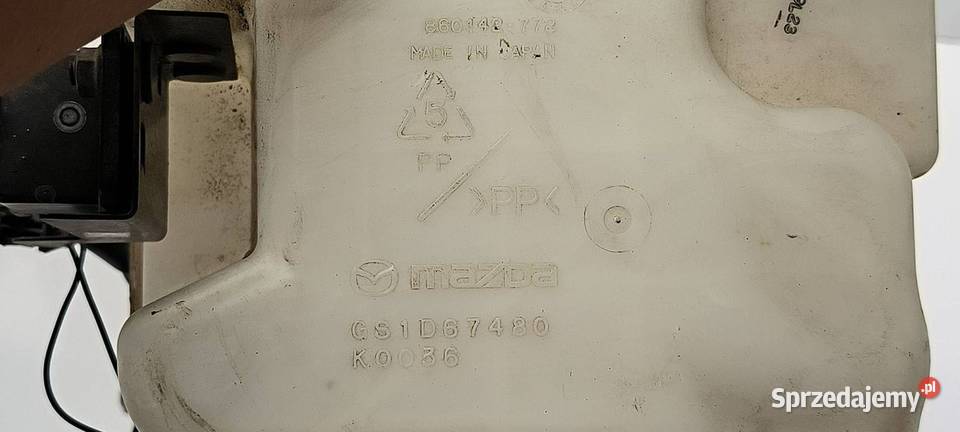 860142-772
MADE IN JAPAN
5
PP
>PP<
mazda
GS1D67480
K0036
Sprzedajemy.pl